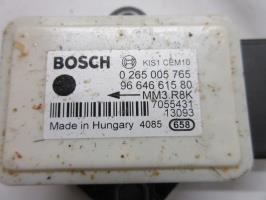 BOSCH KIS1 CEM10
0 265 005 765
96 646 615 80
MM3.R8K
7055431
13093
Made in Hungary 4085 658